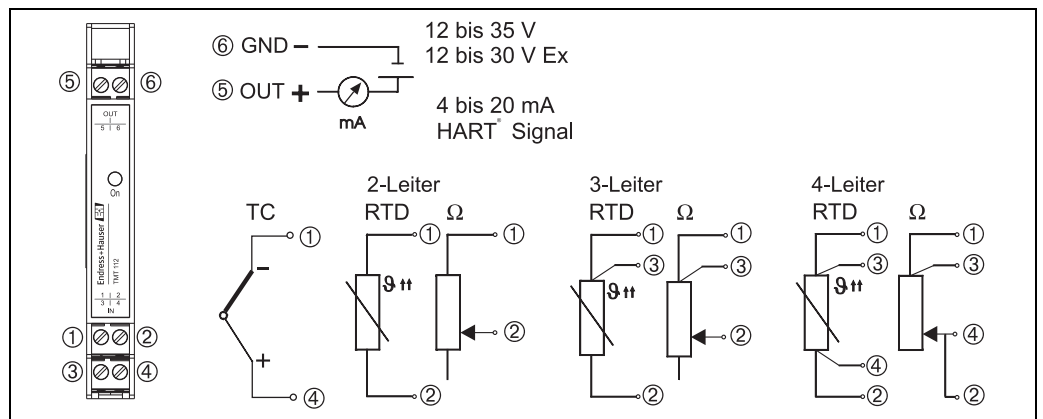 ⑥ GND –
12 bis 35 V
12 bis 30 V Ex
⑤ OUT +
mA
4 bis 20 mA
HART® Signal
⑤ ⑥
OUT
5 | 6
On
Endress+Hauser EH
TMT 112
1 | 2
3 | 4
IN
① ②
③ ④
TC
①
–
+
④
2-Leiter
RTD Ω
① ①
ϑ
②
②
3-Leiter
RTD Ω
① ①
③ ③
ϑ
②
②
4-Leiter
RTD Ω
① ①
③ ③
ϑ
④
④
② ②